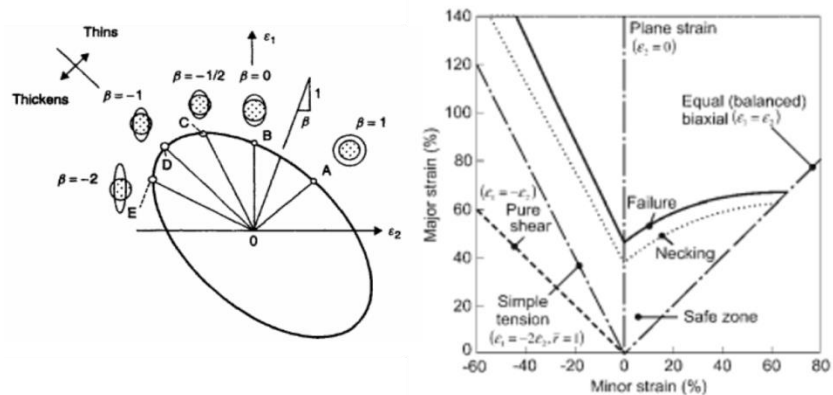 Thins
Thickens
ε₁
β=−1/2
β=0
β=−1
1
β
β=1
C
B
D
A
β=−2
E
0
ε₂
140
120
100
80
60
40
20
0
Major strain (%)
Plane strain
(ε₂=0)
Equal (balanced)
biaxial (ε₁=ε₂)
(ε₁=−ε₂)
Pure
shear
Failure
Necking
Simple
tension
(ε₁=−2ε₂, r̄=1)
Safe zone
-60 -40 -20 0 20 40 60 80
Minor strain (%)